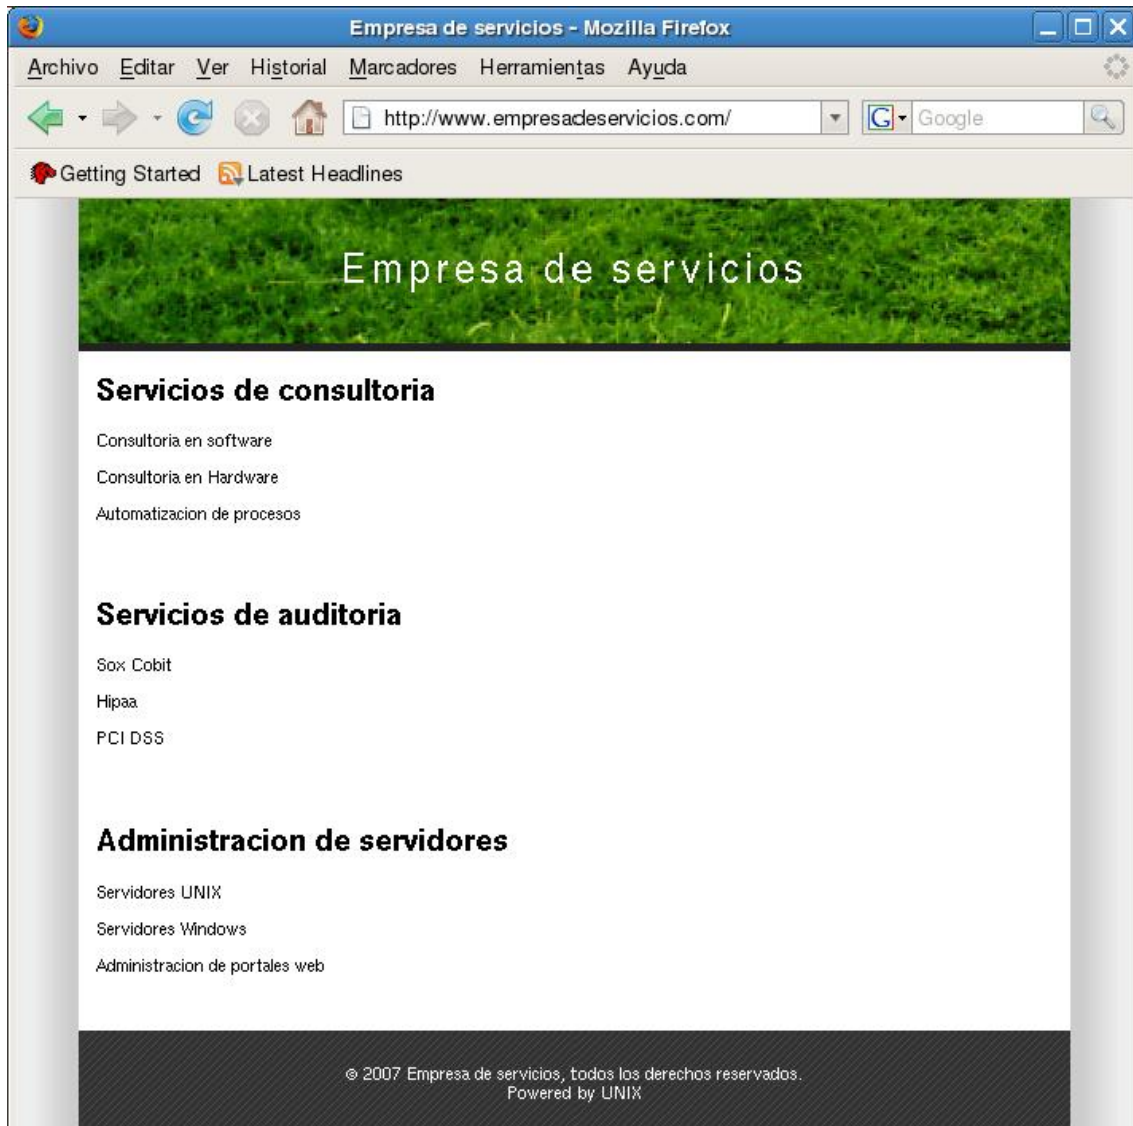 Empresa de servicios - Mozilla Firefox
Archivo Editar Ver Historial Marcadores Herramientas Ayuda
http://www.empresadeservicios.com/ G Google
Getting Started Latest Headlines
Empresa de servicios
Servicios de consultoria
Consultoria en software
Consultoria en Hardware
Automatizacion de procesos
Servicios de auditoria
Sox Cobit
Hipaa
PCI DSS
Administracion de servidores
Servidores UNIX
Servidores Windows
Administracion de portales web
© 2007 Empresa de servicios, todos los derechos reservados.
Powered by UNIX